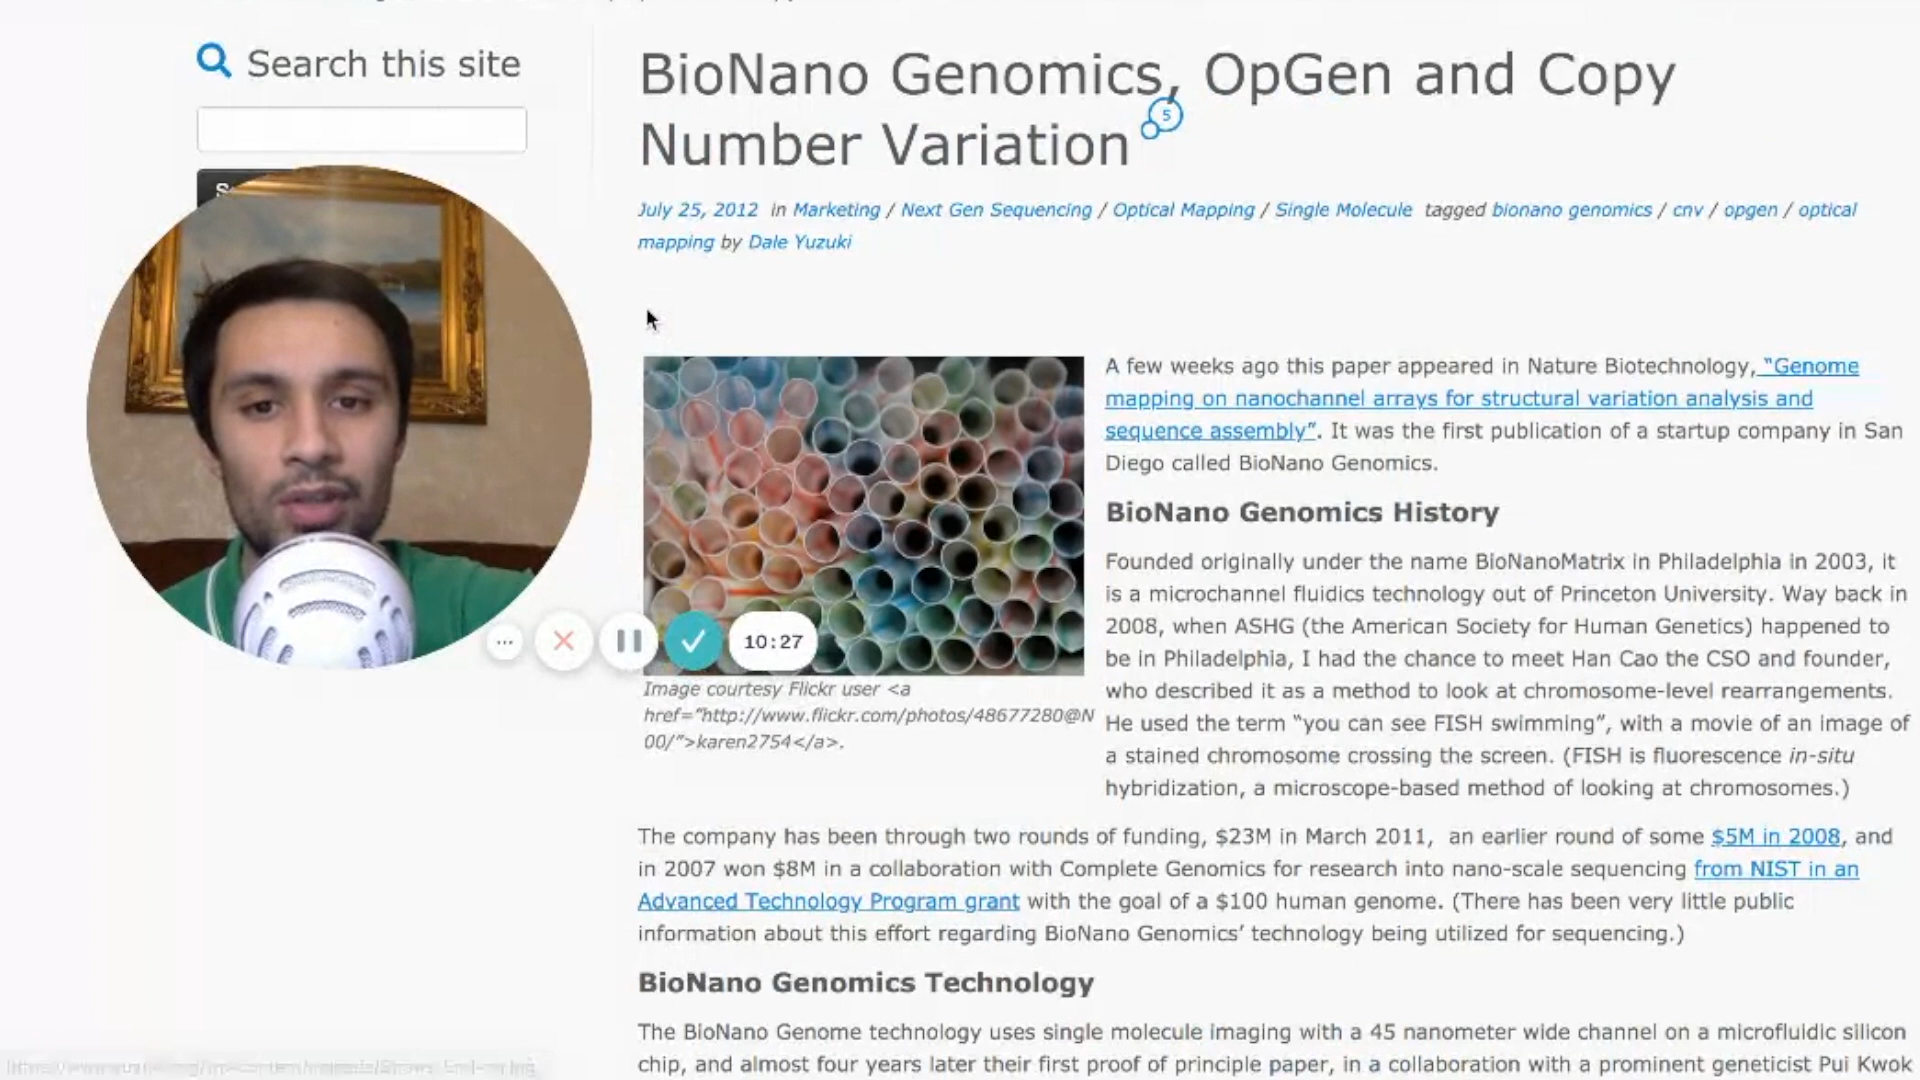 Search this site
BioNano Genomics, OpGen and Copy
Number Variation
5
July 25, 2012 in Marketing / Next Gen Sequencing / Optical Mapping / Single Molecule tagged bionano genomics / cnv / opgen / optical
mapping by Dale Yuzuki
A few weeks ago this paper appeared in Nature Biotechnology, “Genome
mapping on nanochannel arrays for structural variation analysis and
sequence assembly”. It was the first publication of a startup company in San
Diego called BioNano Genomics.
BioNano Genomics History
Founded originally under the name BioNanoMatrix in Philadelphia in 2003, it
is a microchannel fluidics technology out of Princeton University. Way back in
2008, when ASHG (the American Society for Human Genetics) happened to
be in Philadelphia, I had the chance to meet Han Cao the CSO and founder,
who described it as a method to look at chromosome-level rearrangements.
He used the term “you can see FISH swimming”, with a movie of an image of
a stained chromosome crossing the screen. (FISH is fluorescence in-situ
hybridization, a microscope-based method of looking at chromosomes.)
10:27
Image courtesy Flickr user <a
href="http://www.flickr.com/photos/48677280@N
00/">karen2754</a>.
The company has been through two rounds of funding, $23M in March 2011, an earlier round of some $5M in 2008, and
in 2007 won $8M in a collaboration with Complete Genomics for research into nano-scale sequencing from NIST in an
Advanced Technology Program grant with the goal of a $100 human genome. (There has been very little public
information about this effort regarding BioNano Genomics’ technology being utilized for sequencing.)
BioNano Genomics Technology
The BioNano Genome technology uses single molecule imaging with a 45 nanometer wide channel on a microfluidic silicon
chip, and almost four years later their first proof of principle paper, in a collaboration with a prominent geneticist Pui Kwok